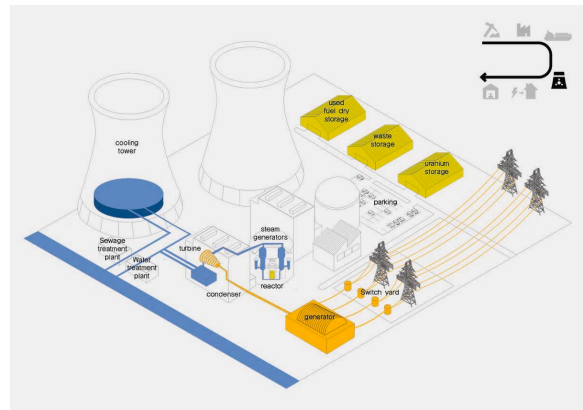 used
fuel dry
storage
waste
storage
uranium
storage
cooling
tower
parking
steam
generators
Sewage
treatment
plant
turbine
Water
treatment
plant
reactor
condenser
Switch yard
generator